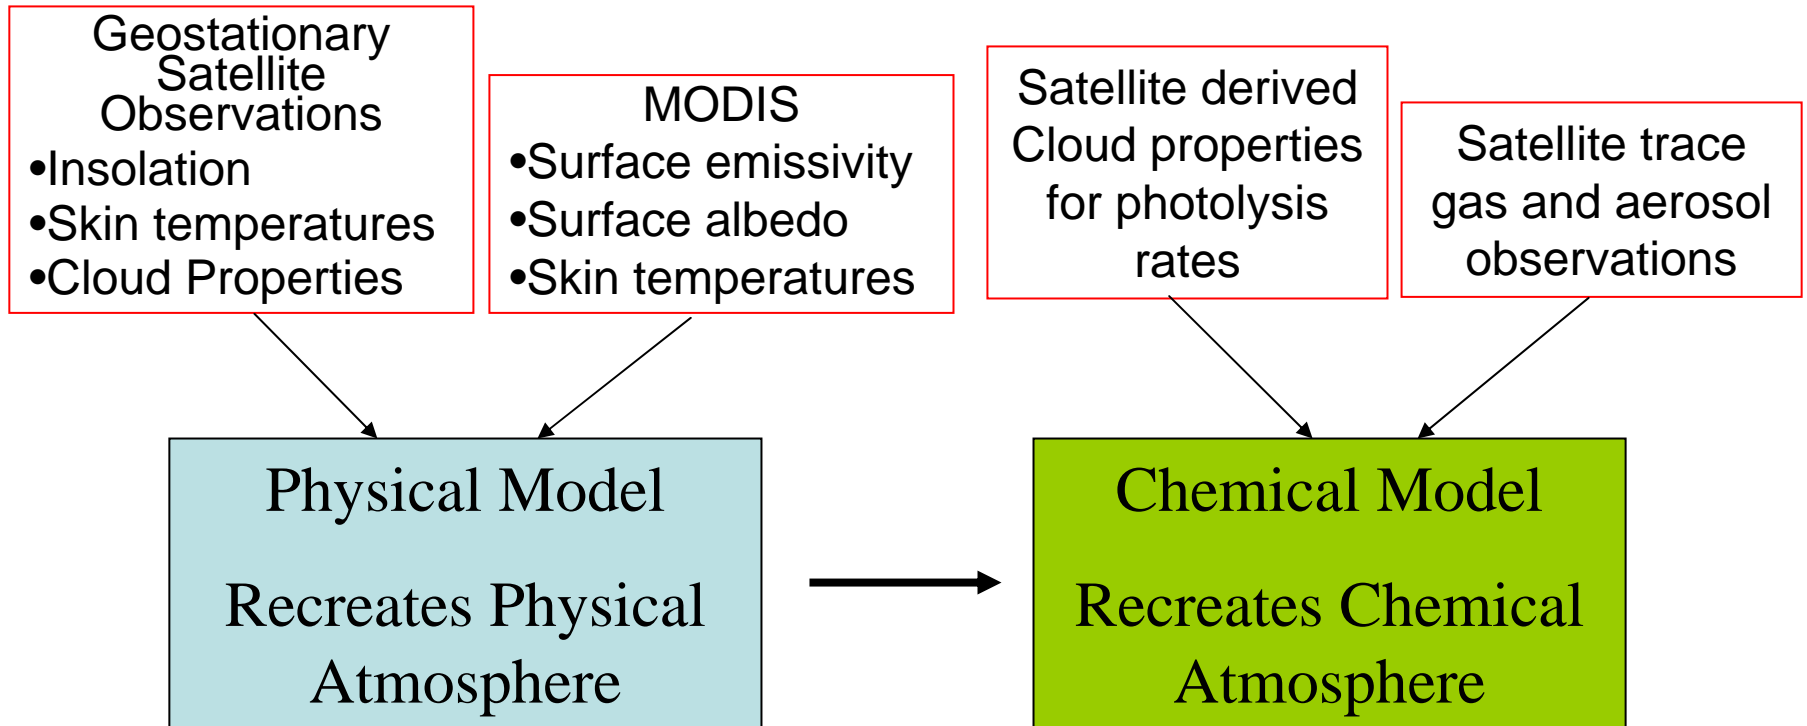 Geostationary
Satellite
Observations
•Insolation
•Skin temperatures
•Cloud Properties
MODIS
•Surface emissivity
•Surface albedo
•Skin temperatures
Satellite derived
Cloud properties
for photolysis
rates
Satellite trace
gas and aerosol
observations
Physical Model
Recreates Physical
Atmosphere
Chemical Model
Recreates Chemical
Atmosphere